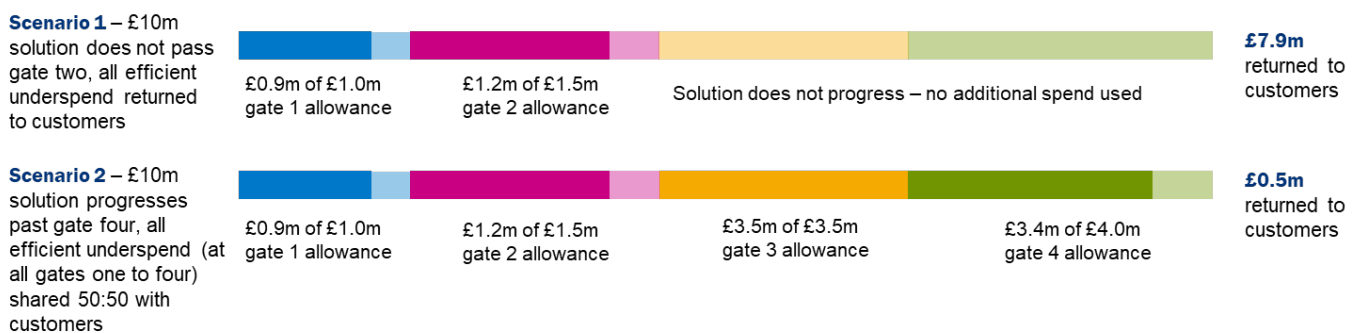 Scenario 1 – £10m
solution does not pass
gate two, all efficient
underspend returned
to customers
£0.9m of £1.0m
gate 1 allowance
£1.2m of £1.5m
gate 2 allowance
Solution does not progress – no additional spend used
£7.9m
returned to
customers
Scenario 2 – £10m
solution progresses
past gate four, all
efficient underspend (at
all gates one to four)
shared 50:50 with
customers
£0.9m of £1.0m
gate 1 allowance
£1.2m of £1.5m
gate 2 allowance
£3.5m of £3.5m
gate 3 allowance
£3.4m of £4.0m
gate 4 allowance
£0.5m
returned to
customers